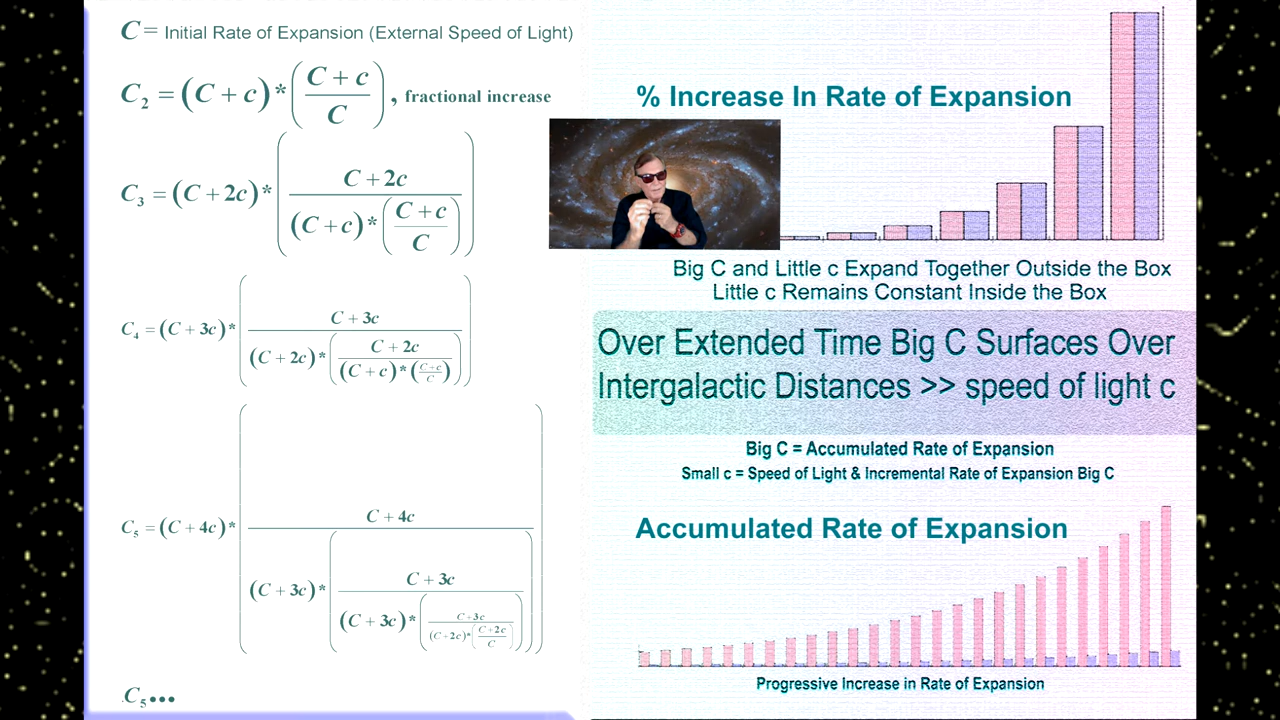 C = Initial Rate of Expansion (External Speed of Light)
C₂ = (C + c) * ((C + c) / C) , fractional increase
C₃ = (C + 2c) * ((C + 2c) / ((C + c) * ((C + c) / C)))
C₄ = (C + 3c) * ((C + 3c) / ((C + 2c) * ((C + 2c) / ((C + c) * ((C + c) / C)))))
C₅ = (C + 4c) * ((C + 4c) / ((C + 3c) * ((C + 3c) / ((C + 3c) * ((C + 3c) / ((C + 2c) * ((C + 2c) / C)))))))
C₅•••
% Increase In Rate of Expansion
Big C and Little c Expand Together Outside the Box
Little c Remains Constant Inside the Box
Over Extended Time Big C Surfaces Over
Intergalactic Distances >> speed of light c
Big C = Accumulated Rate of Expansion
Small c = Speed of Light & Incremental Rate of Expansion Big C
Accumulated Rate of Expansion
Progressive Increase in Rate of Expansion